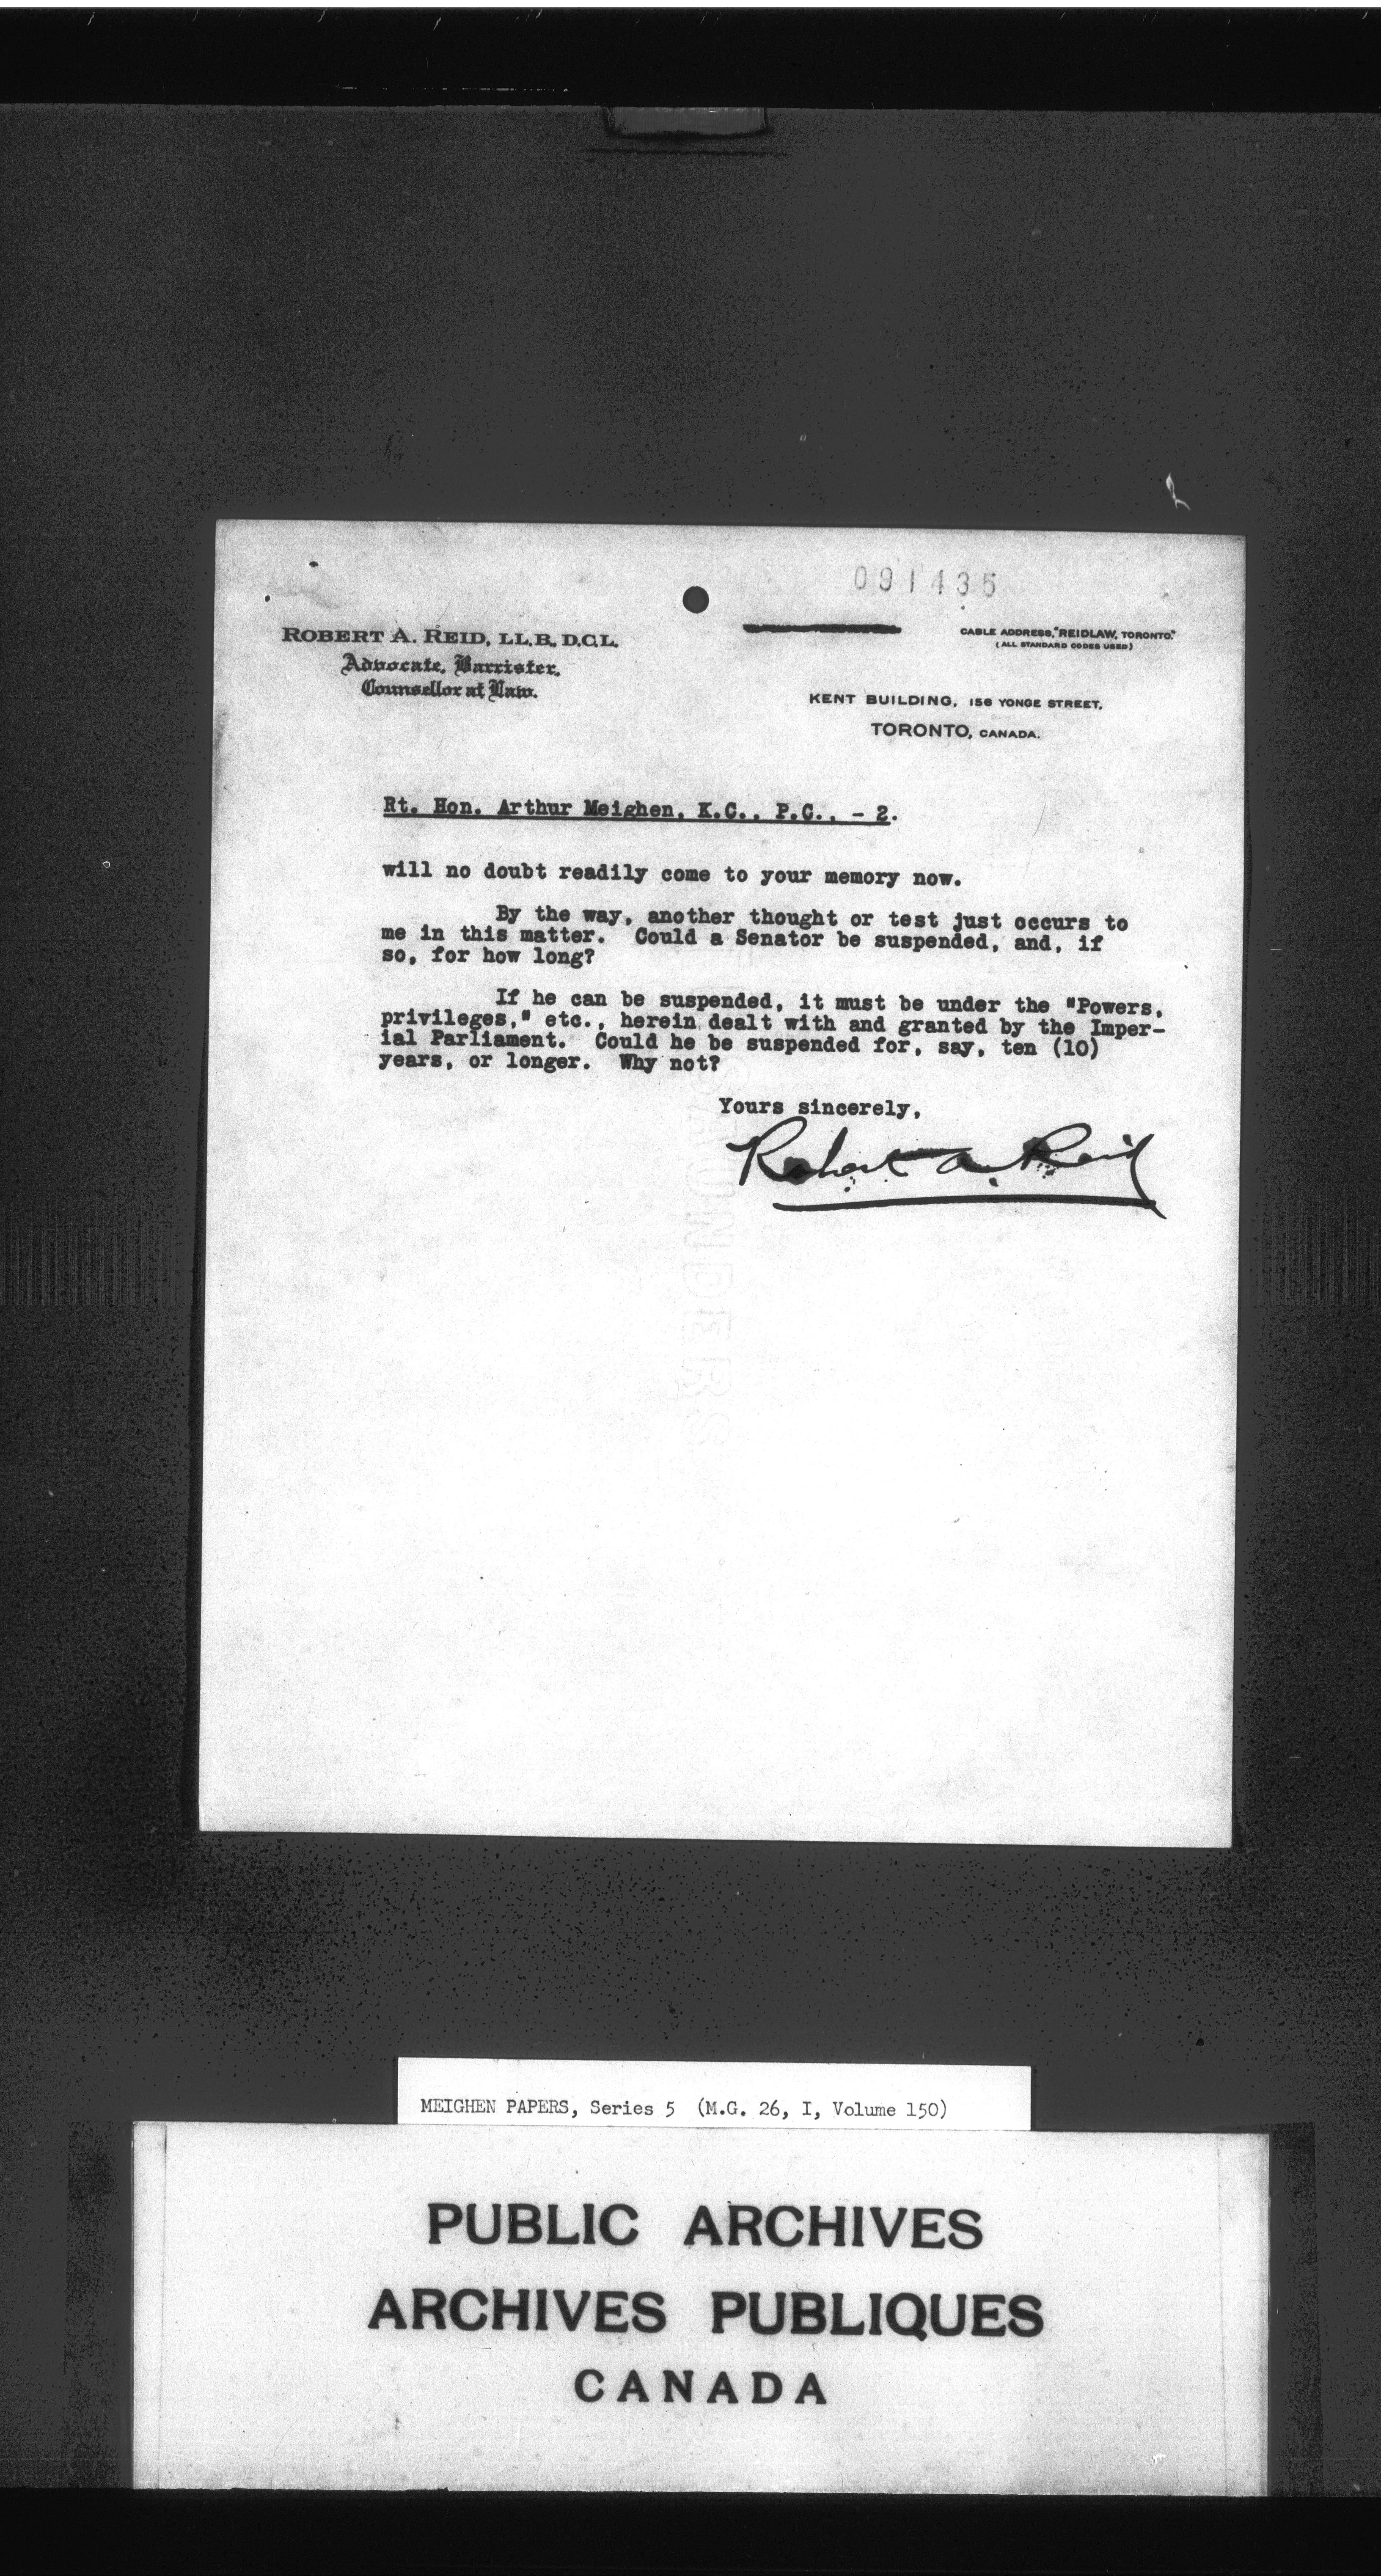 091435
ROBERT A. REID, LL.B., D.C.L.
Advocate, Barrister,
Counsellor at Law.
CABLE ADDRESS, "REIDLAW, TORONTO."
(ALL STANDARD CODES USED)
KENT BUILDING, 156 YONGE STREET,
TORONTO, CANADA.
Rt. Hon. Arthur Meighen, K.C., P.C., - 2.
will no doubt readily come to your memory now.
By the way, another thought or test just occurs to
me in this matter. Could a Senator be suspended, and, if
so, for how long?
If he can be suspended, it must be under the "Powers,
privileges," etc., herein dealt with and granted by the Imper-
ial Parliament. Could he be suspended for, say, ten (10)
years, or longer. Why not?
Yours sincerely,
Robert A. Reid
MEIGHEN PAPERS, Series 5 (M.G. 26, I, Volume 150)
PUBLIC ARCHIVES
ARCHIVES PUBLIQUES
CANADA